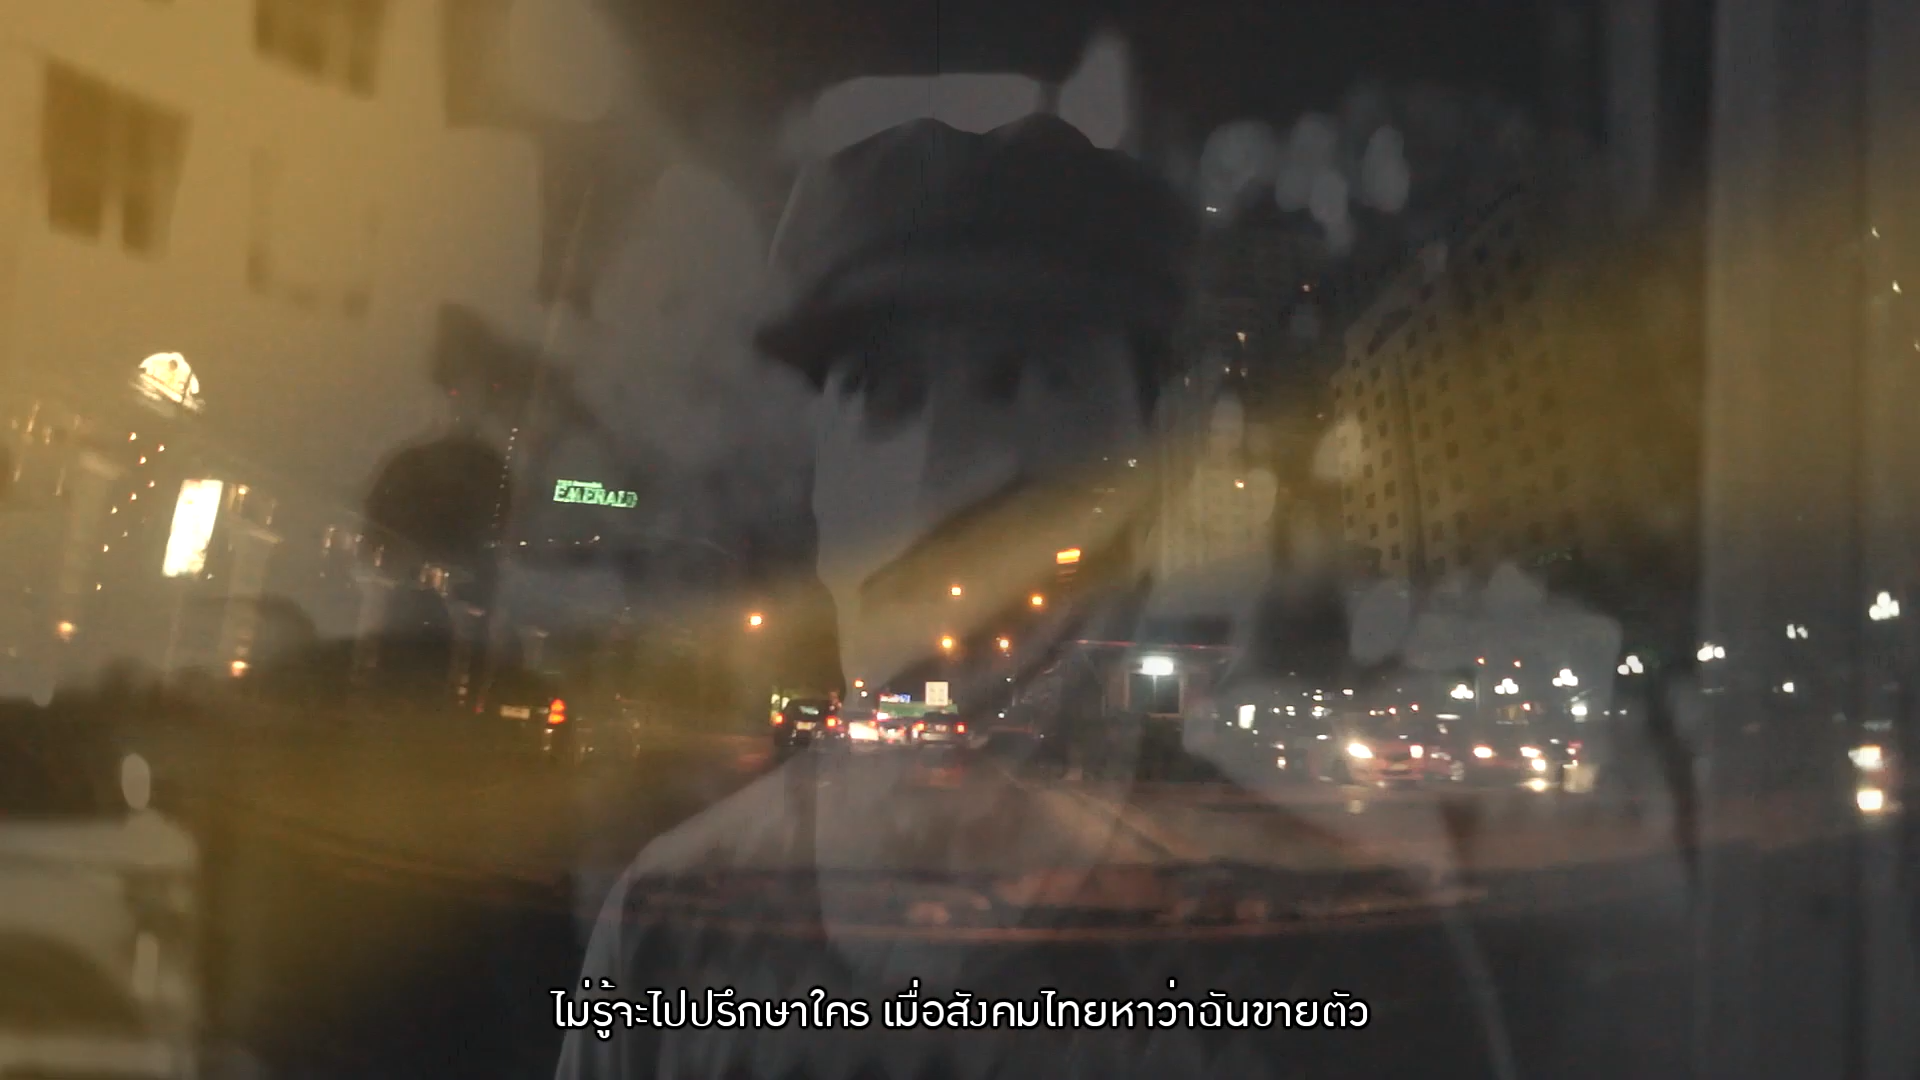 EMERALD
ไม่รู้จะไปปรึกษาใคร เมื่อสังคมไทยหาว่าฉันขายตัว